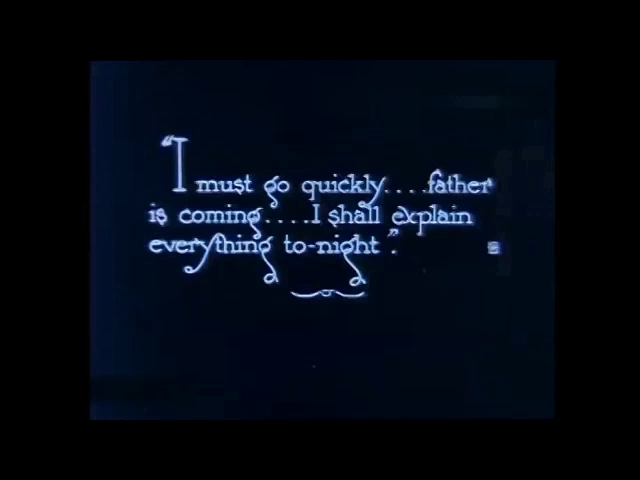 "I must go quickly....father
is coming....I shall explain
everything to-night".